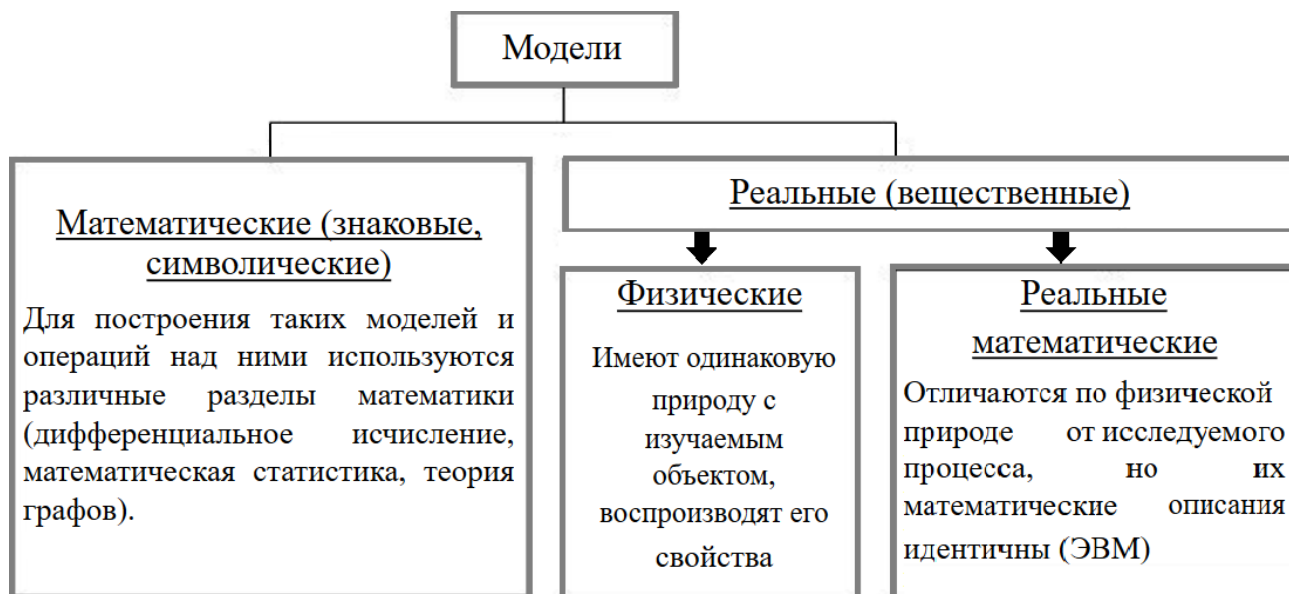 Модели
Математические (знаковые,
символические)
Для построения таких моделей и
операций над ними используются
различные разделы математики
(дифференциальное исчисление,
математическая статистика, теория
графов).
Реальные (вещественные)
Физические
Имеют одинаковую
природу с
изучаемым
объектом,
воспроизводят его
свойства
Реальные
математические
Отличаются по физической
природе от исследуемого
процесса, но их
математические описания
идентичны (ЭВМ)